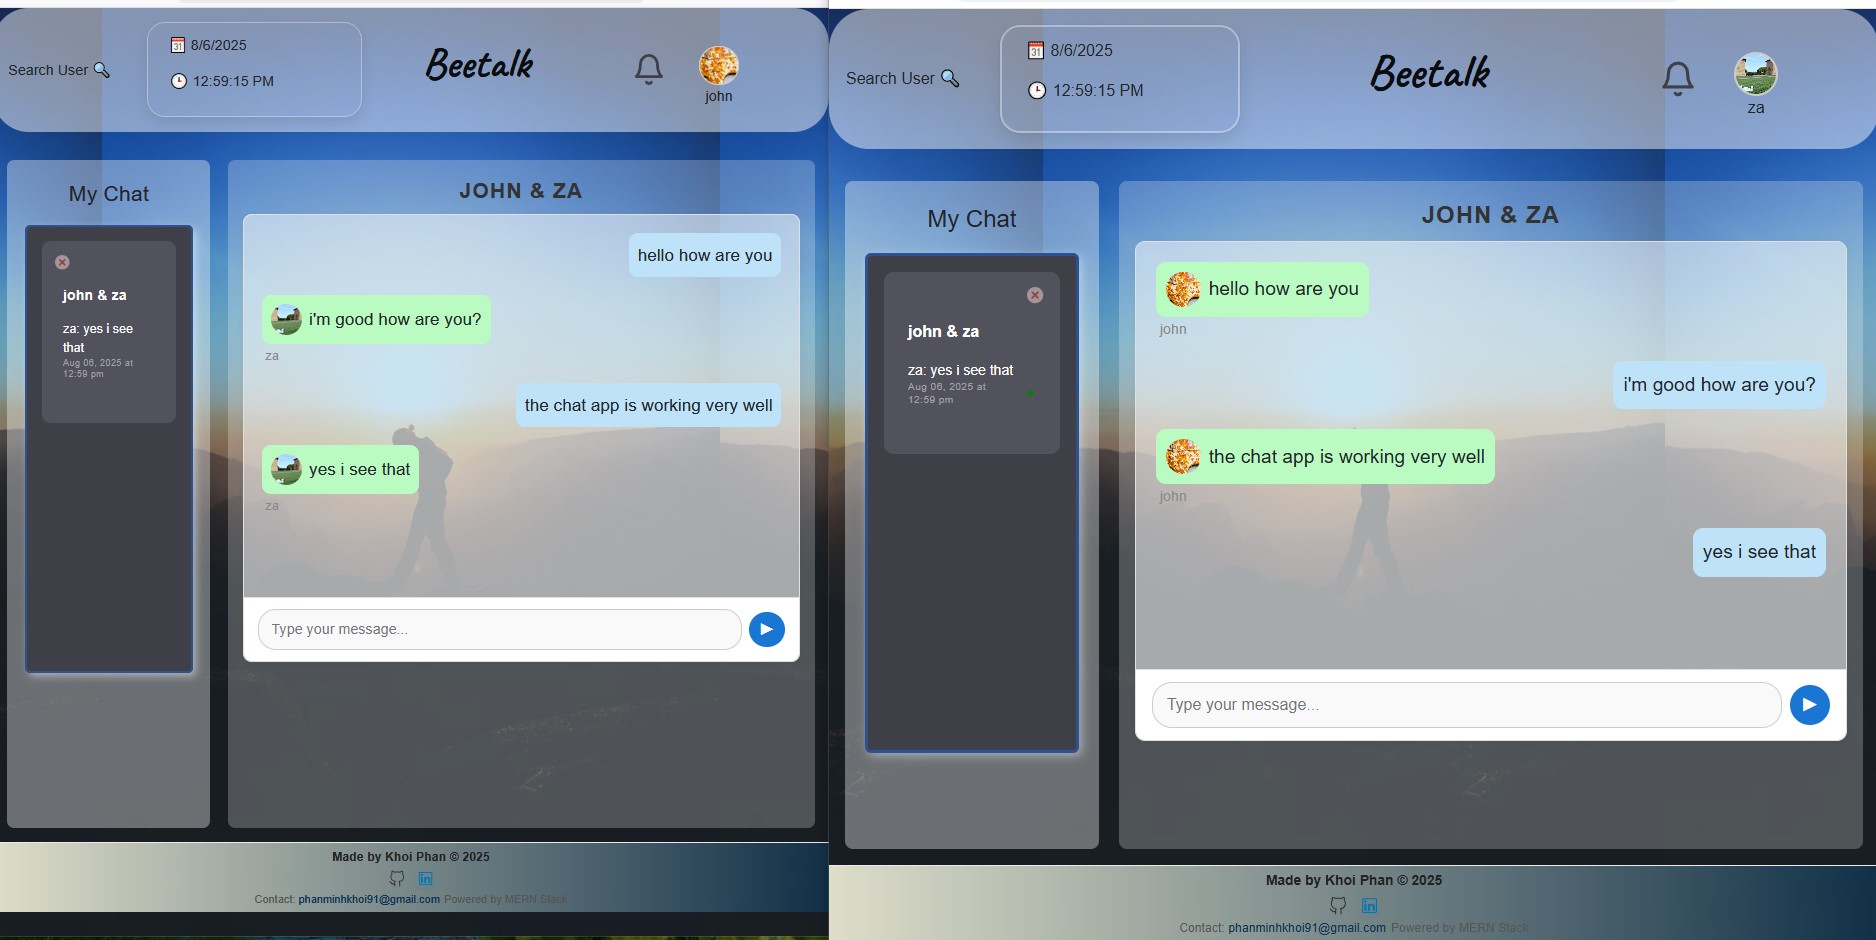 Search User
8/6/2025
12:59:15 PM
Beetalk
john
My Chat
john & za
za: yes i see
that
Aug 06, 2025 at
12:59 pm
JOHN & ZA
hello how are you
i'm good how are you?
za
the chat app is working very well
yes i see that
za
Type your message...
Made by Khoi Phan © 2025
Contact: phanminhkhoi91@gmail.com Powered by MERN Stack
Search User
8/6/2025
12:59:15 PM
Beetalk
za
My Chat
john & za
za: yes i see that
Aug 06, 2025 at
12:59 pm
JOHN & ZA
hello how are you
john
i'm good how are you?
the chat app is working very well
john
yes i see that
Type your message...
Made by Khoi Phan © 2025
Contact: phanminhkhoi91@gmail.com Powered by MERN Stack